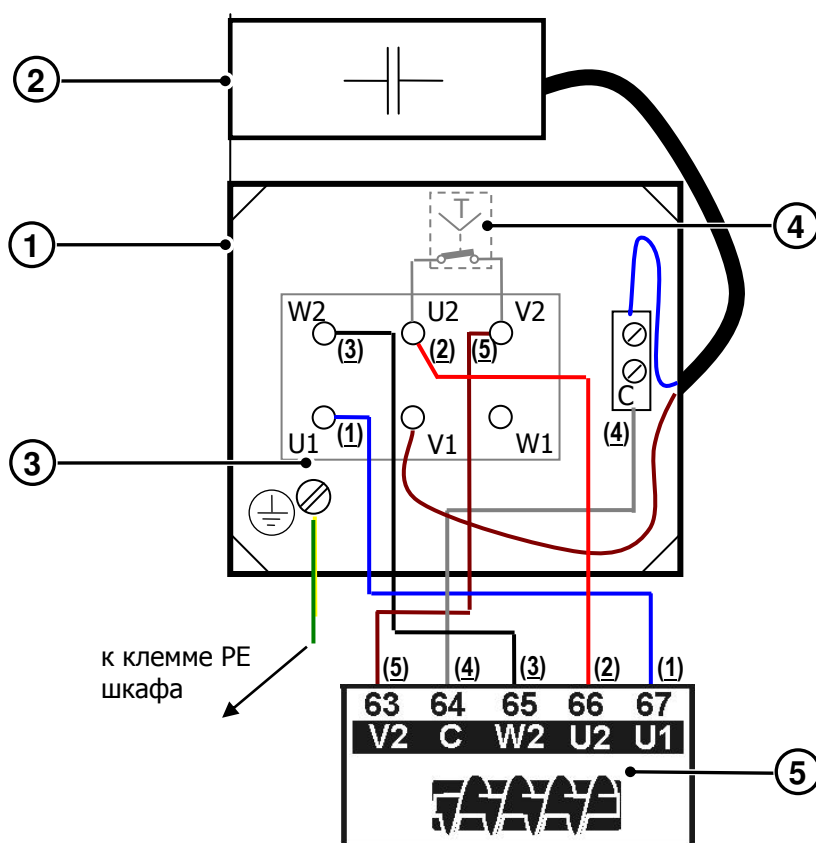 2
1
T
4
W2 U2 V2
(3) (2) (5)
C
U1 (1) V1 W1 (4)
3
к клемме PE
шкафа
(5) (4) (3) (2) (1)
63 64 65 66 67
V2 C W2 U2 U1
5